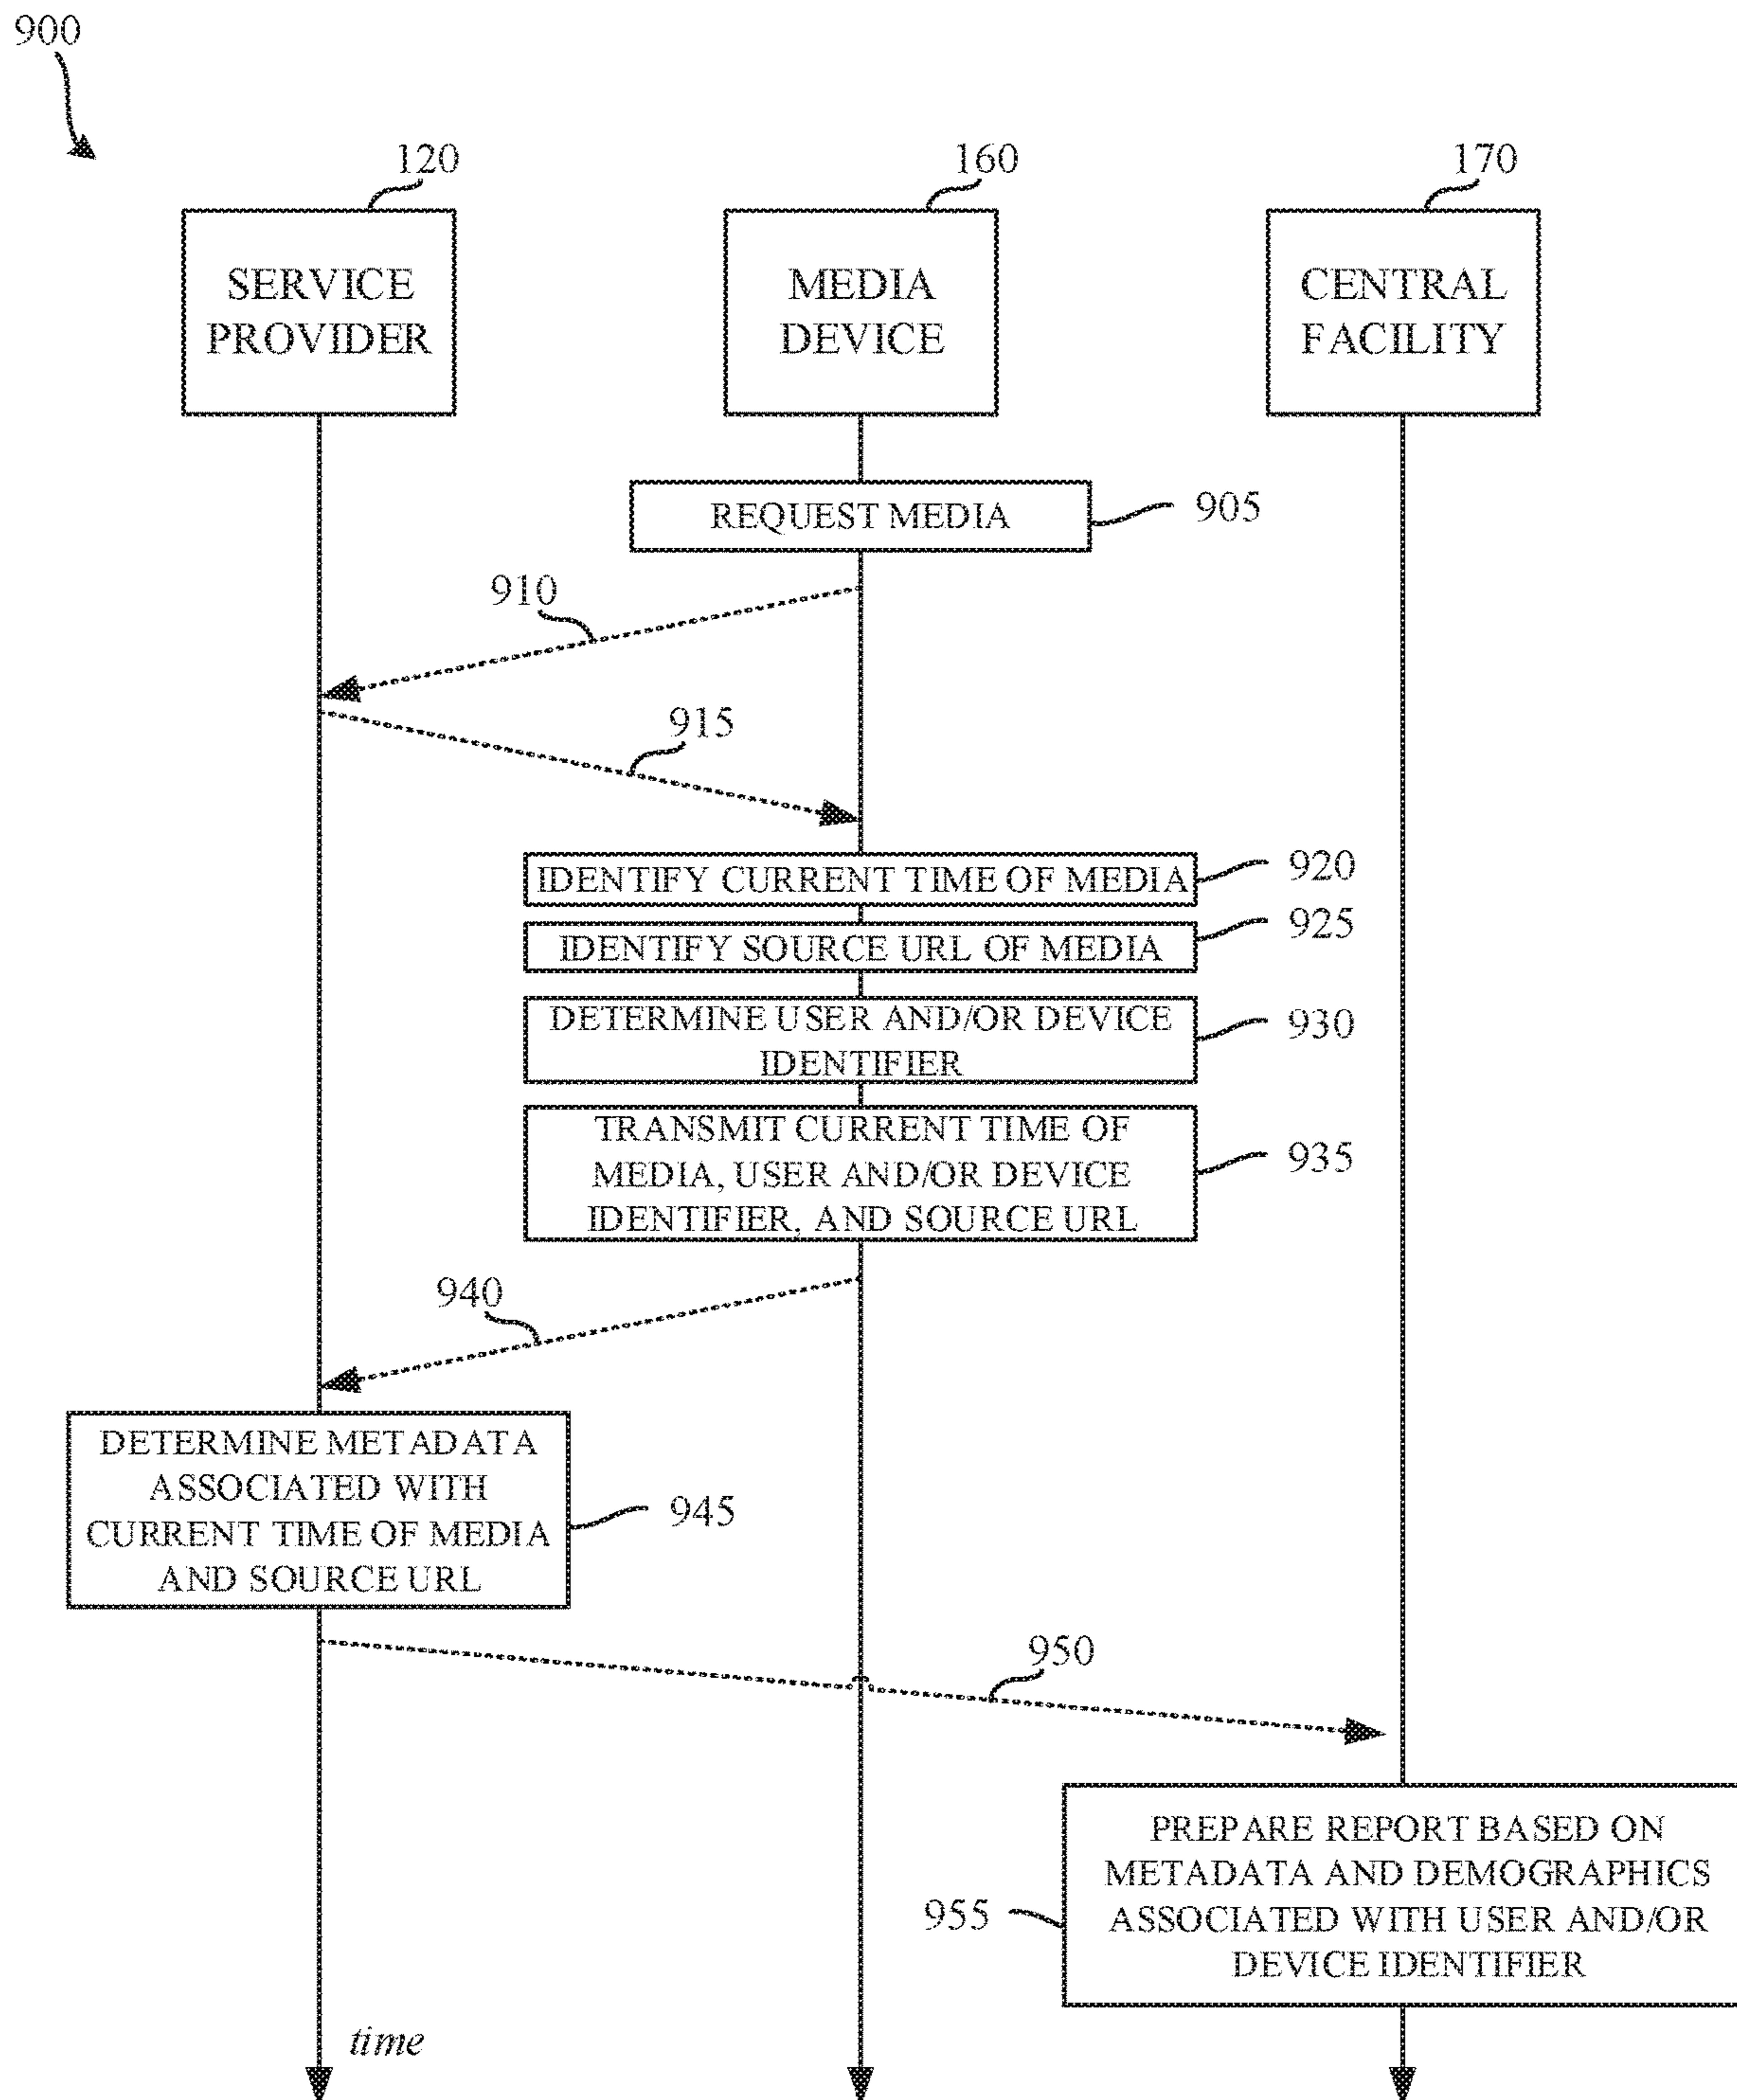 900
120
160
170
SERVICE
PROVIDER
MEDIA
DEVICE
CENTRAL
FACILITY
REQUEST MEDIA
905
910
915
IDENTIFY CURRENT TIME OF MEDIA
920
IDENTIFY SOURCE URL OF MEDIA
925
DETERMINE USER AND/OR DEVICE
IDENTIFIER
930
TRANSMIT CURRENT TIME OF
MEDIA, USER AND/OR DEVICE
IDENTIFIER, AND SOURCE URL
935
940
DETERMINE METADATA
ASSOCIATED WITH
CURRENT TIME OF MEDIA
AND SOURCE URL
945
950
PREPARE REPORT BASED ON
METADATA AND DEMOGRAPHICS
ASSOCIATED WITH USER AND/OR
DEVICE IDENTIFIER
955
time